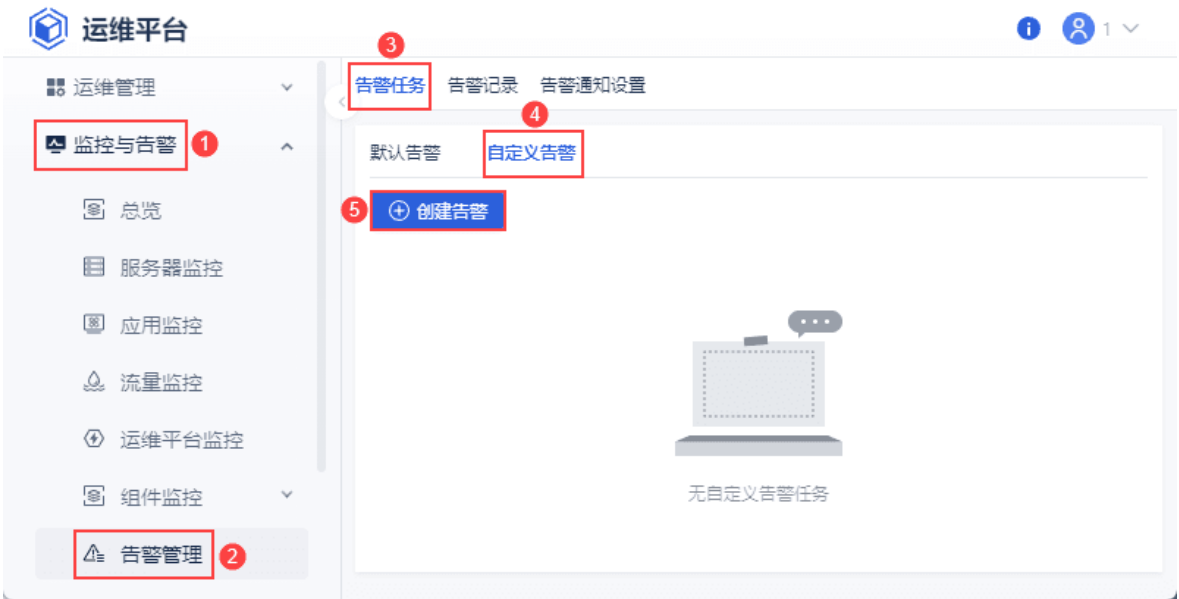 运维平台
1
运维管理
监控与告警 1
总览
服务器监控
应用监控
流量监控
运维平台监控
组件监控
告警管理 2
3
告警任务 告警记录 告警通知设置
4
默认告警 自定义告警
5 创建告警
无自定义告警任务